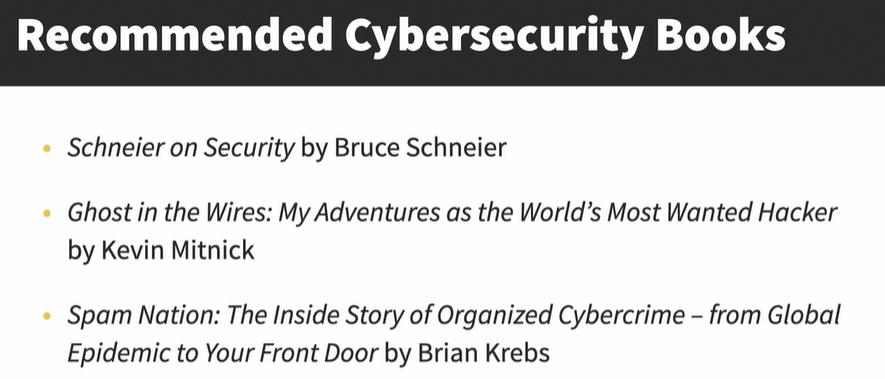 Recommended Cybersecurity Books
• Schneier on Security by Bruce Schneier
• Ghost in the Wires: My Adventures as the World’s Most Wanted Hacker
by Kevin Mitnick
• Spam Nation: The Inside Story of Organized Cybercrime – from Global
Epidemic to Your Front Door by Brian Krebs